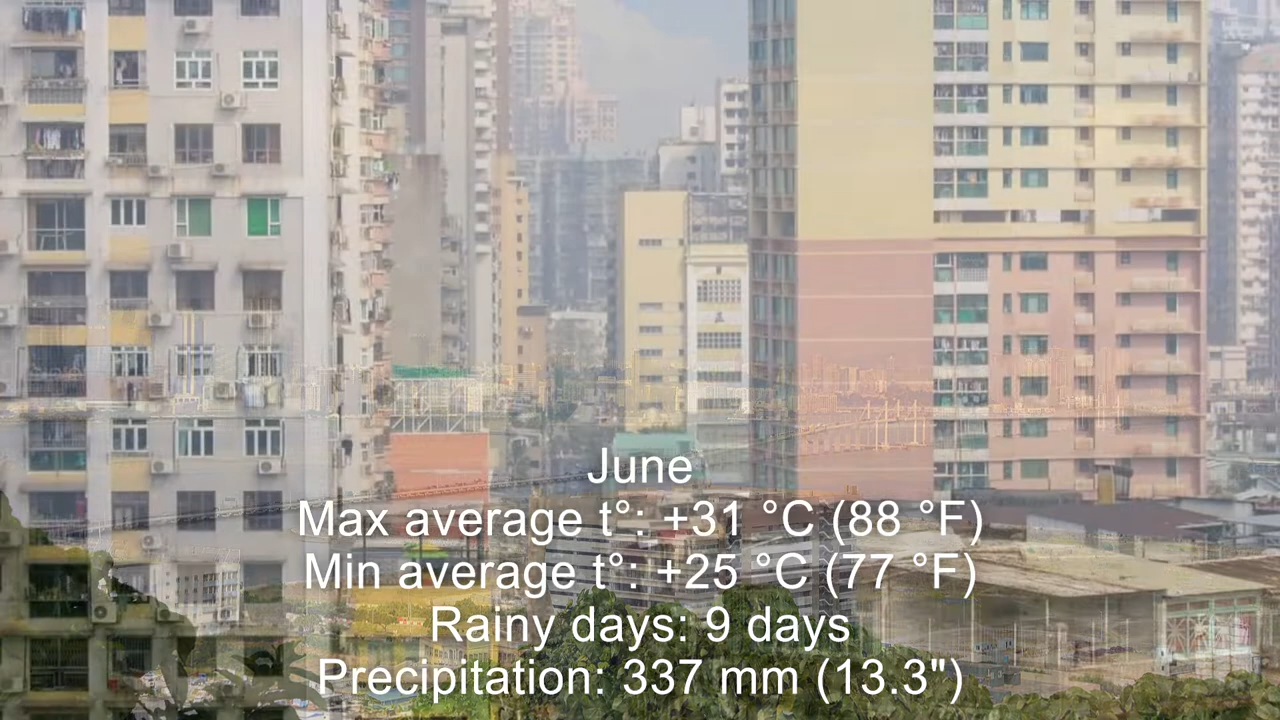 June
Max average t°: +31 °C (88 °F)
Min average t°: +25 °C (77 °F)
Rainy days: 9 days
Precipitation: 337 mm (13.3")